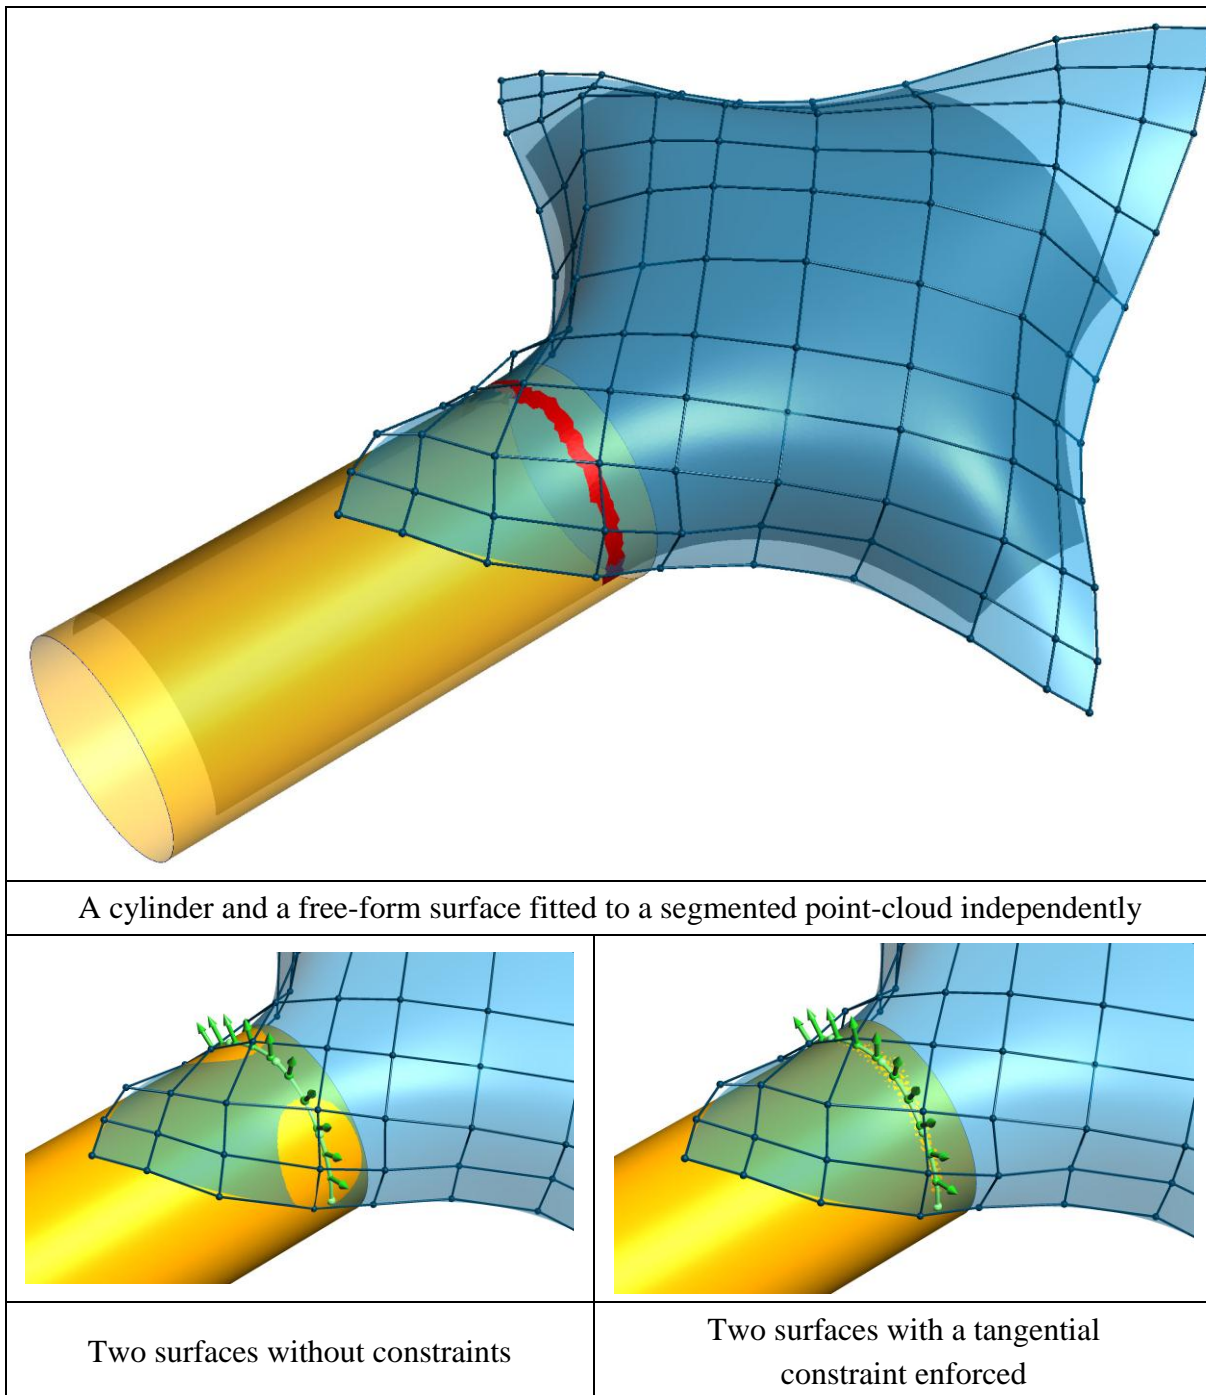 A cylinder and a free-form surface fitted to a segmented point-cloud independently
Two surfaces without constraints
Two surfaces with a tangential
constraint enforced